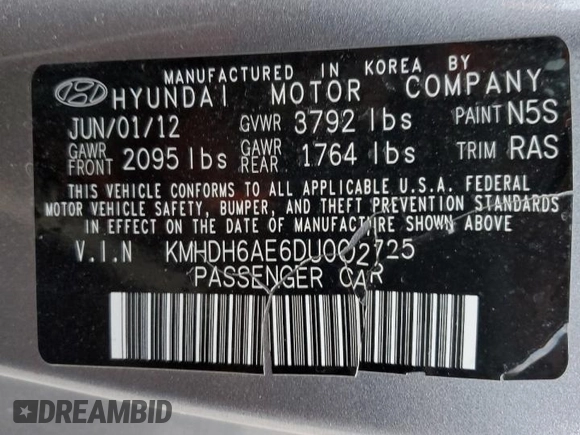 MANUFACTURED IN KOREA BY
HYUNDAI MOTOR COMPANY
JUN/01/12 GVWR 3792 lbs PAINT N5S
GAWR FRONT 2095 lbs GAWR REAR 1764 lbs TRIM RAS
THIS VEHICLE CONFORMS TO ALL APPLICABLE U.S.A. FEDERAL
MOTOR VEHICLE SAFETY, BUMPER, AND THEFT PREVENTION STANDARDS
IN EFFECT ON THE DATE OF MANUFACTURE SHOWN ABOVE.
V.I.N KMHDH6AE6DU002725
PASSENGER CAR
DREAMBID